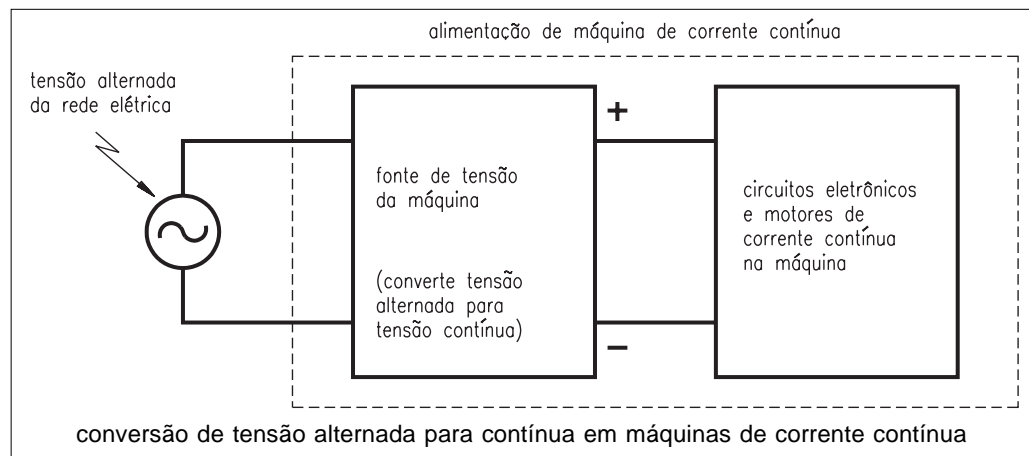 alimentação de máquina de corrente contínua
tensão alternada
da rede elétrica
+
fonte de tensão
da máquina
(converte tensão
alternada para
tensão contínua)
–
circuitos eletrônicos
e motores de
corrente contínua
na máquina
conversão de tensão alternada para contínua em máquinas de corrente contínua